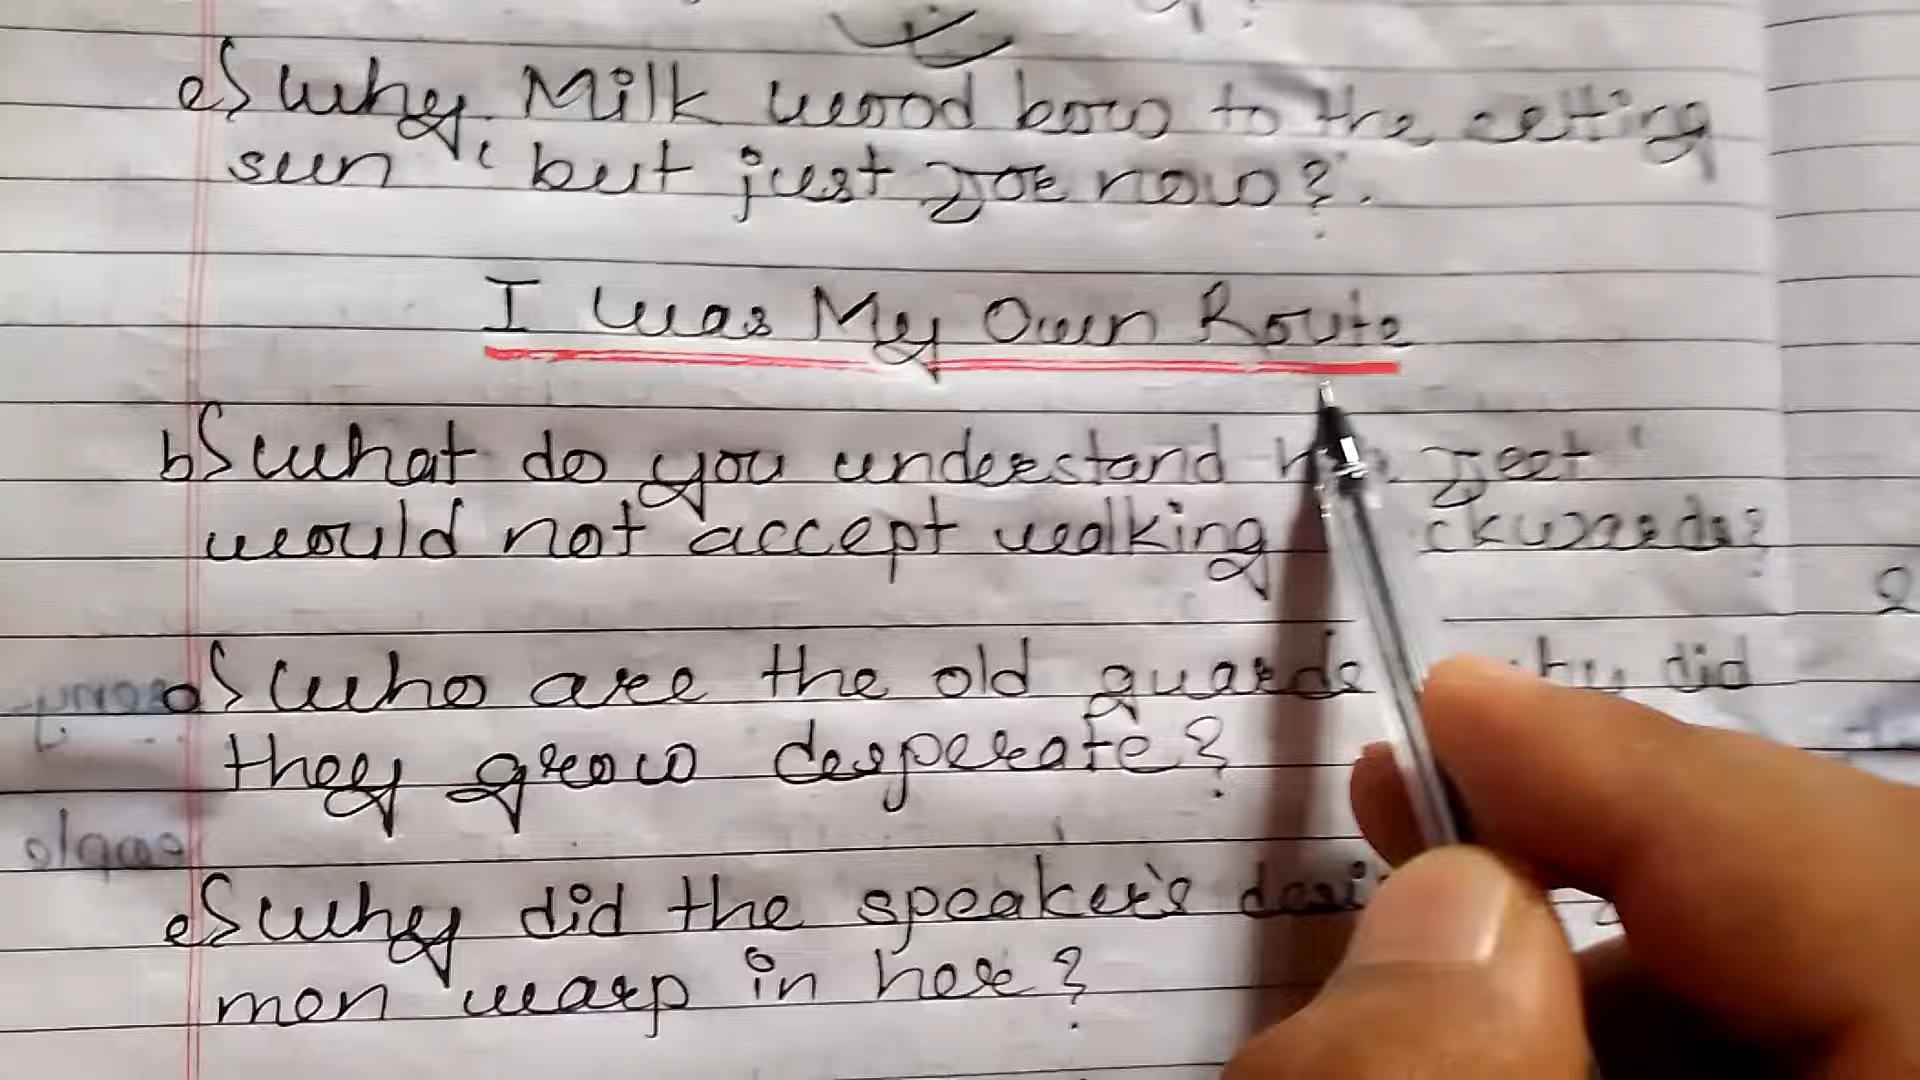 e) Why Milk wood bow to the setting
sun 'but just for now?'.
I Was My Own Route
b) What do you understand feet
would not accept walking
a) Who are the old guards did
they grow desperate?
e) Why did the speaker's
men warp in her?